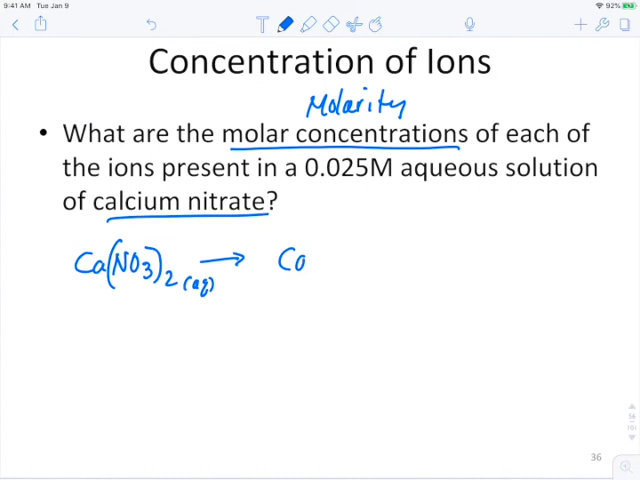 9:41 AM Tue Jan 9
92%
Concentration of Ions
Molarity
• What are the molar concentrations of each of
the ions present in a 0.025M aqueous solution
of calcium nitrate?
Ca(NO3)2(aq) → Ca
36